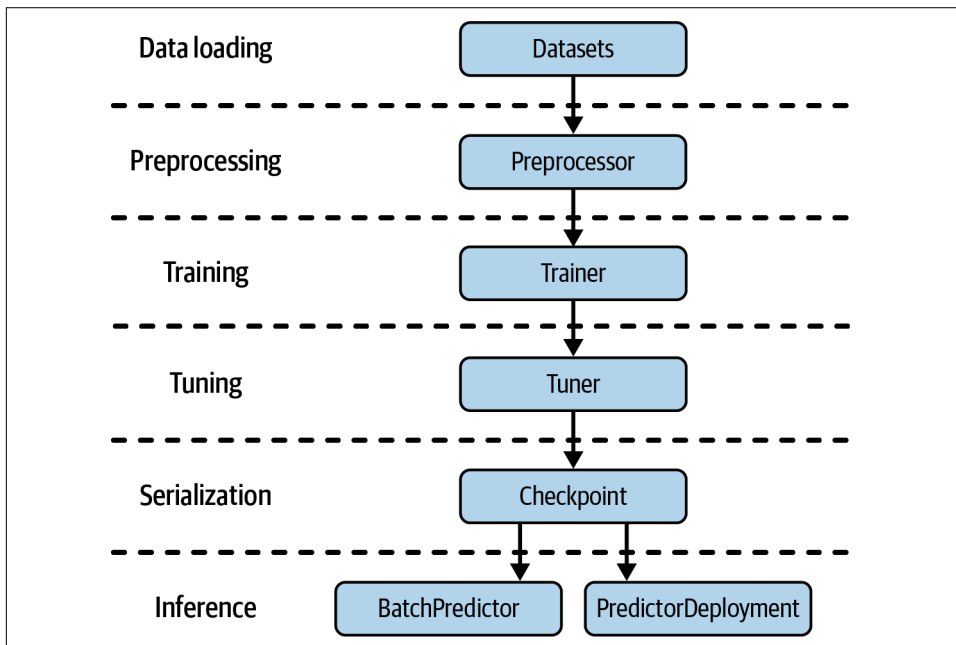 Data loading
Datasets
Preprocessing
Preprocessor
Training
Trainer
Tuning
Tuner
Serialization
Checkpoint
Inference
BatchPredictor
PredictorDeployment